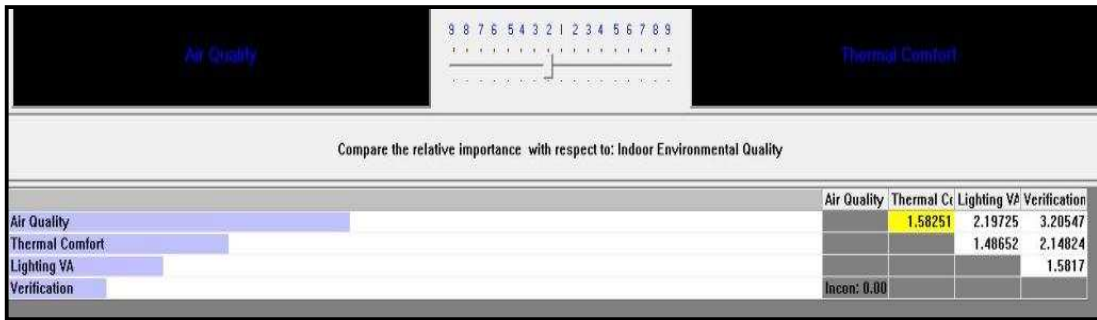 9 8 7 6 5 4 3 2 1 2 3 4 5 6 7 8 9
Air Quality
Thermal Comfort
Compare the relative importance with respect to: Indoor Environmental Quality
Air Quality Thermal Co Lighting VA Verification
Air Quality 1.58251 2.19725 3.20547
Thermal Comfort 1.48652 2.14824
Lighting VA 1.5817
Verification Incon: 0.00